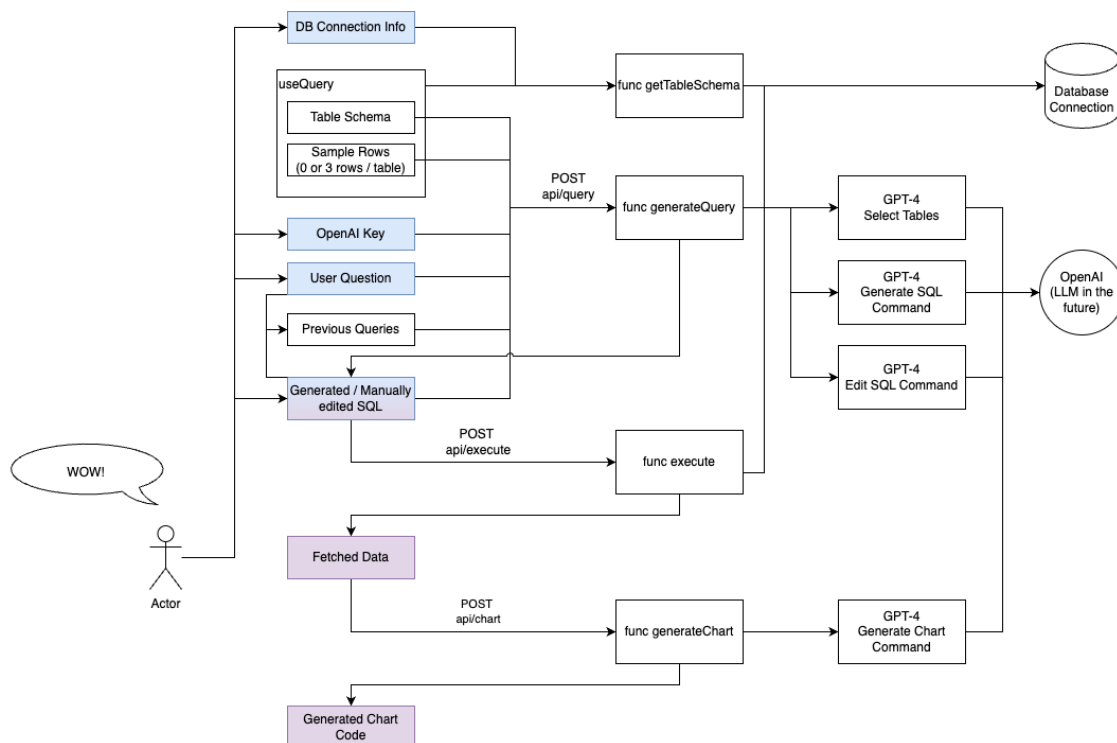 DB Connection Info
useQuery
func getTableSchema
Table Schema
Database
Connection
Sample Rows
(0 or 3 rows / table)
POST
api/query
func generateQuery
GPT-4
Select Tables
OpenAI Key
User Question
GPT-4
Generate SQL
Command
OpenAI
(LLM in the
future)
Previous Queries
GPT-4
Edit SQL Command
Generated / Manually
edited SQL
POST
api/execute
func execute
WOW!
Fetched Data
Actor
POST
api/chart
func generateChart
GPT-4
Generate Chart
Command
Generated Chart
Code